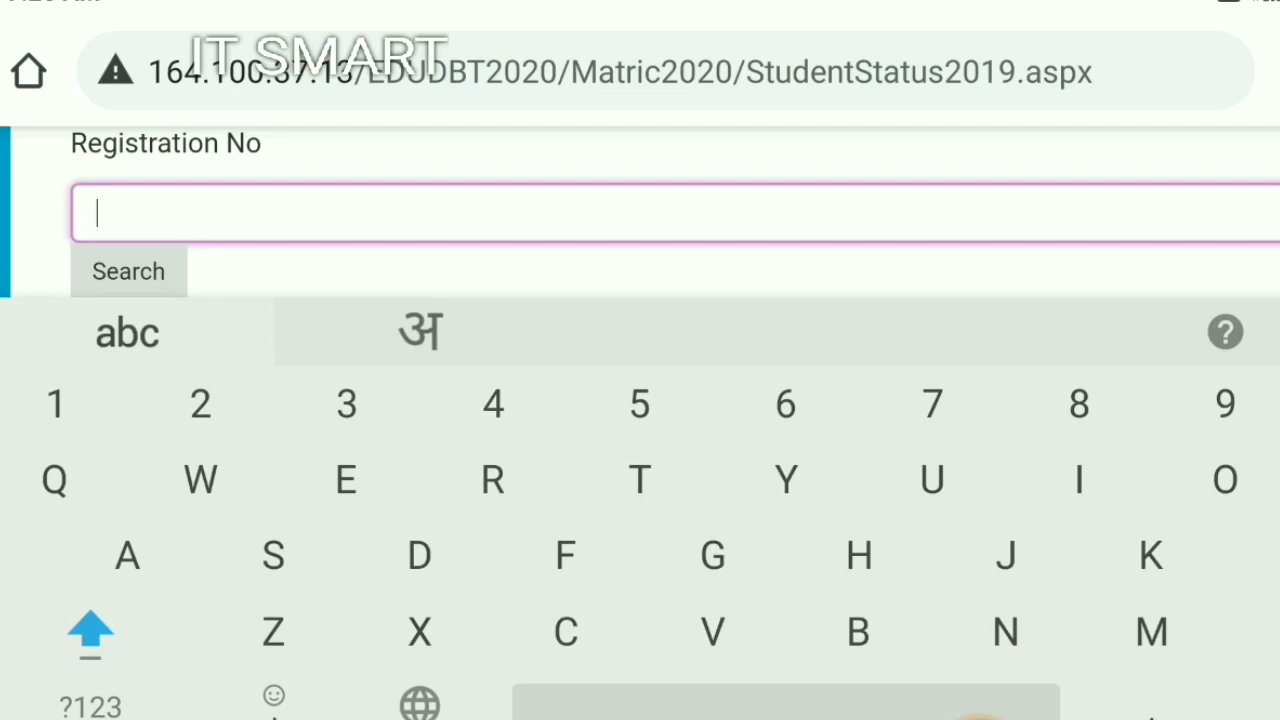 IT SMART
164.100.37.13/EDUDBT2020/Matric2020/StudentStatus2019.aspx
Registration No
Search
abc अ ?
1 2 3 4 5 6 7 8 9
Q W E R T Y U I O
A S D F G H J K
Z X C V B N M
?123